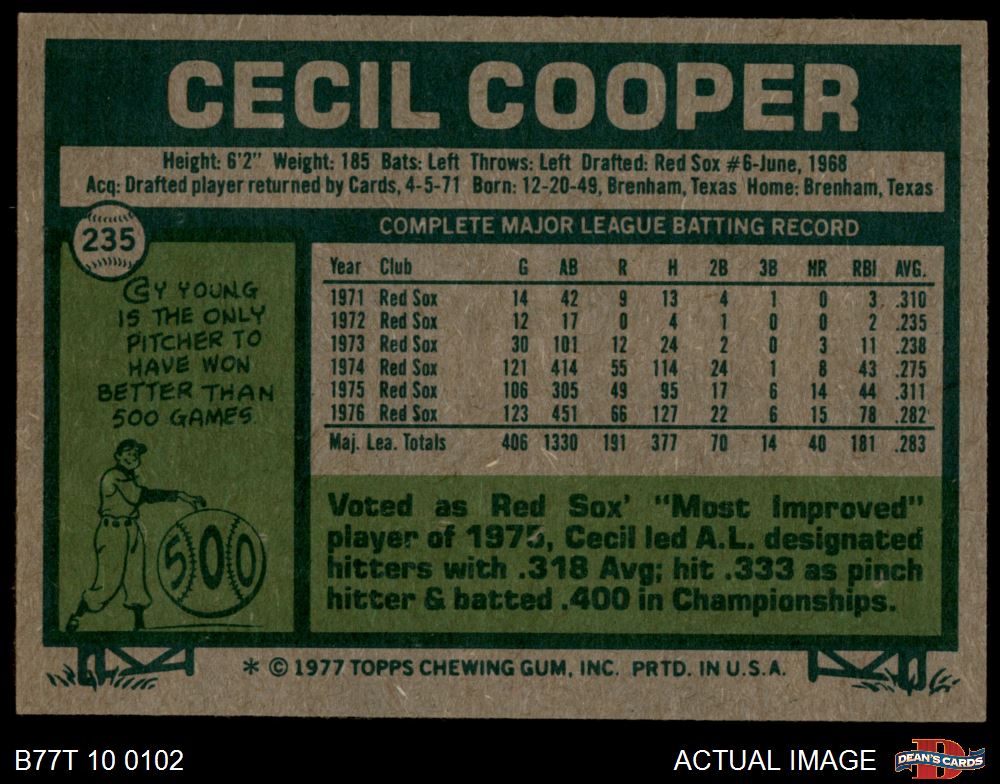 CECIL COOPER
Height: 6'2" Weight: 185 Bats: Left Throws: Left Drafted: Red Sox #6-June, 1968
Acq: Drafted player returned by Cards, 4-5-71 Born: 12-20-49, Brenham, Texas Home: Brenham, Texas
235
CY YOUNG
IS THE ONLY
PITCHER TO
HAVE WON
BETTER THAN
500 GAMES
500
COMPLETE MAJOR LEAGUE BATTING RECORD
Year Club G AB R H 2B 3B HR RBI AVG.
1971 Red Sox 14 42 9 13 4 1 0 3 .310
1972 Red Sox 12 17 0 4 1 0 0 2 .235
1973 Red Sox 30 101 12 24 2 0 3 11 .238
1974 Red Sox 121 414 55 114 24 1 8 43 .275
1975 Red Sox 106 305 49 95 17 6 14 44 .311
1976 Red Sox 123 451 66 127 22 6 15 78 .282
Maj. Lea. Totals 406 1330 191 377 70 14 40 181 .283
Voted as Red Sox' "Most Improved"
player of 1975, Cecil led A.L. designated
hitters with .318 Avg; hit .333 as pinch
hitter & batted .400 in Championships.
* © 1977 TOPPS CHEWING GUM, INC. PRTD. IN U.S.A.
B77T 10 0102
ACTUAL IMAGE
D
DEAN'S CARDS